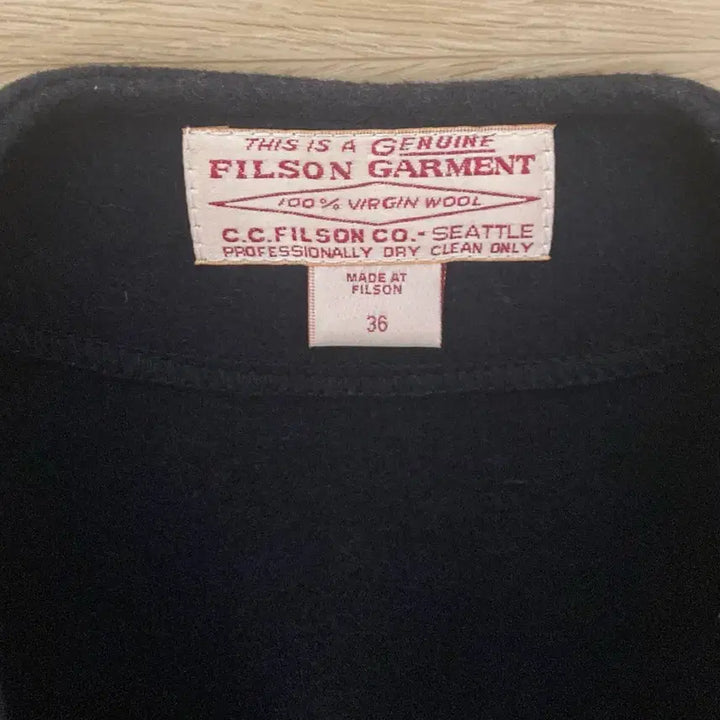 THIS IS A GENUINE
FILSON GARMENT
100% VIRGIN WOOL
C.C. FILSON CO. - SEATTLE
PROFESSIONALLY DRY CLEAN ONLY
MADE AT
FILSON
36